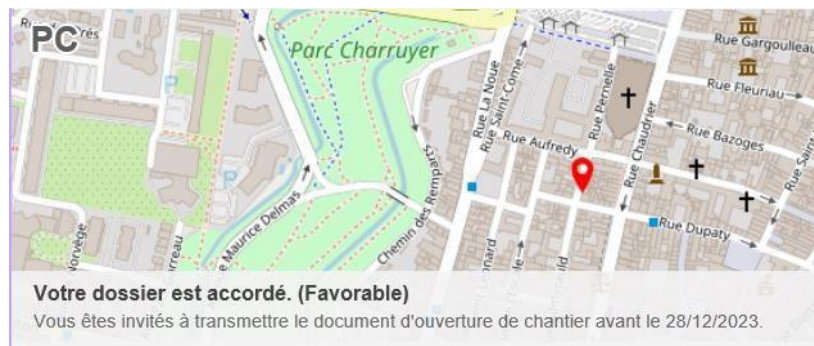 PC
Parc Charruyer
Rue Gargoulleau
Rue Fleuriau
Rue Bazoges
Rue Pernelle
Rue Chaudrier
Rue La Noue
Rue Saint-Come
Rue Aufredy
Chemin des Remparts
Maurice Delmas
Norvège
Rue Dupaty
Votre dossier est accordé. (Favorable)
Vous êtes invités à transmettre le document d'ouverture de chantier avant le 28/12/2023.